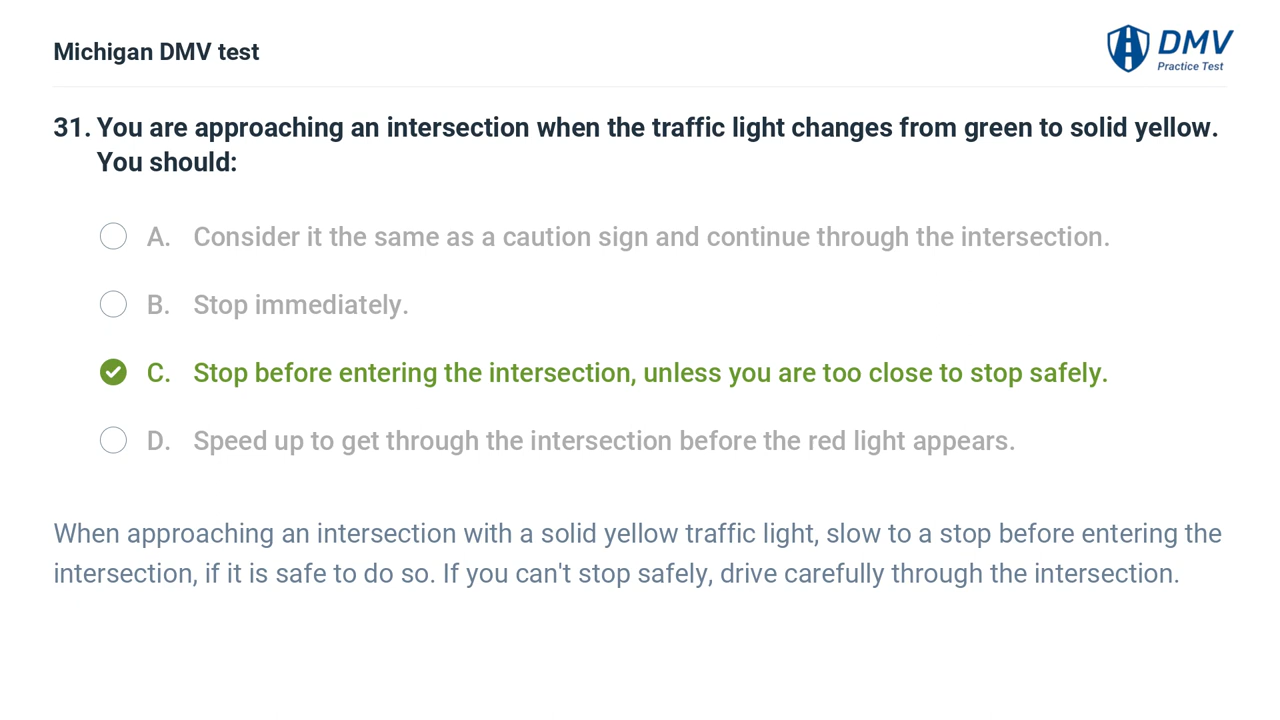 Michigan DMV test
DMV
Practice Test
31. You are approaching an intersection when the traffic light changes from green to solid yellow.
You should:
A. Consider it the same as a caution sign and continue through the intersection.
B. Stop immediately.
C. Stop before entering the intersection, unless you are too close to stop safely.
D. Speed up to get through the intersection before the red light appears.
When approaching an intersection with a solid yellow traffic light, slow to a stop before entering the
intersection, if it is safe to do so. If you can't stop safely, drive carefully through the intersection.